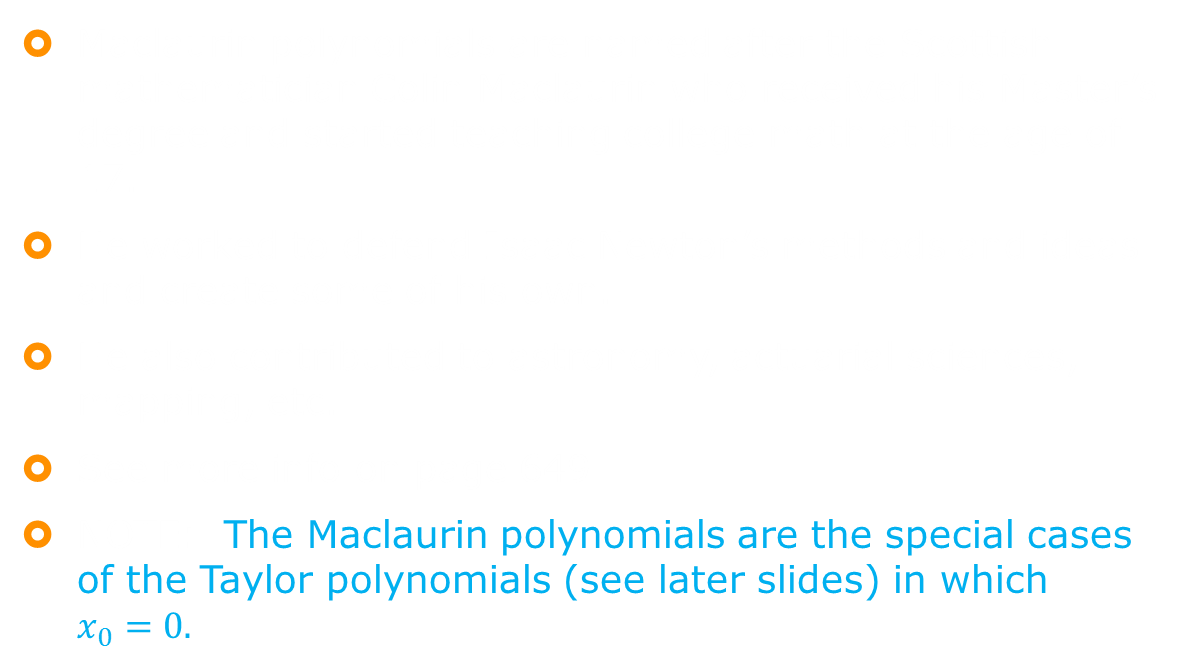 The Maclaurin polynomials are the special cases
of the Taylor polynomials (see later slides) in which
x₀ = 0.